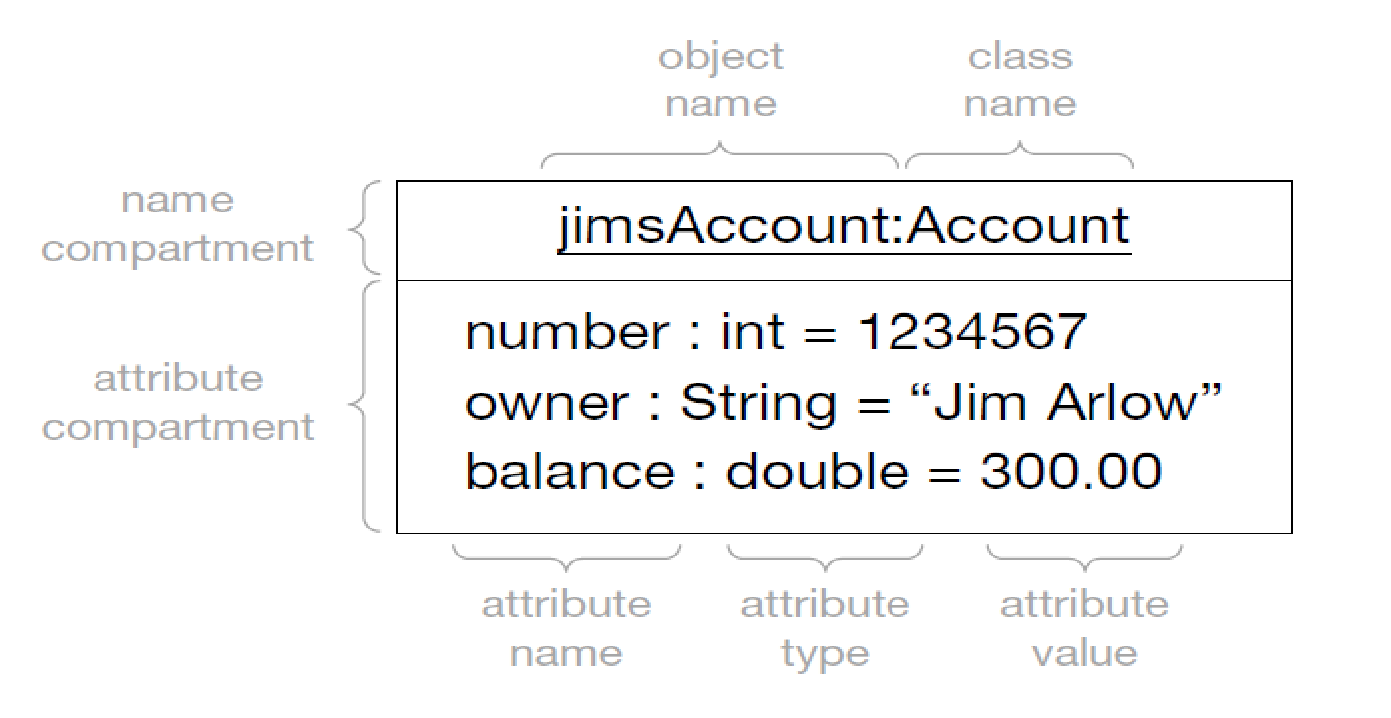 object
name
class
name
name
compartment
jimsAccount:Account
attribute
compartment
number : int = 1234567
owner : String = “Jim Arlow”
balance : double = 300.00
attribute
name
attribute
type
attribute
value